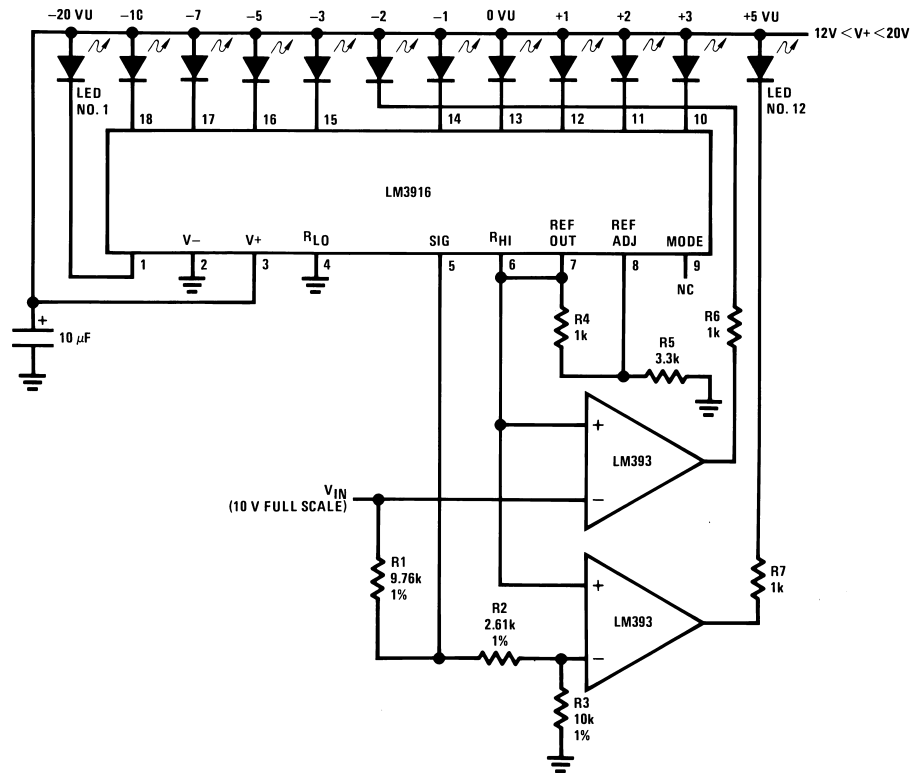 −20 VU −1C −7 −5 −3 −2 −1 0 VU +1 +2 +3 +5 VU
12V < V+ < 20V
LED
NO. 1
LED
NO. 12
18 17 16 15 14 13 12 11 10
LM3916
V− V+ RLO SIG RHI REF OUT REF ADJ MODE
1 2 3 4 5 6 7 8 9
NC
+
10 μF
R4
1k
R5
3.3k
R6
1k
+
LM393
−
VIN
(10 V FULL SCALE)
R1
9.76k
1%
R2
2.61k
1%
+
LM393
−
R7
1k
R3
10k
1%